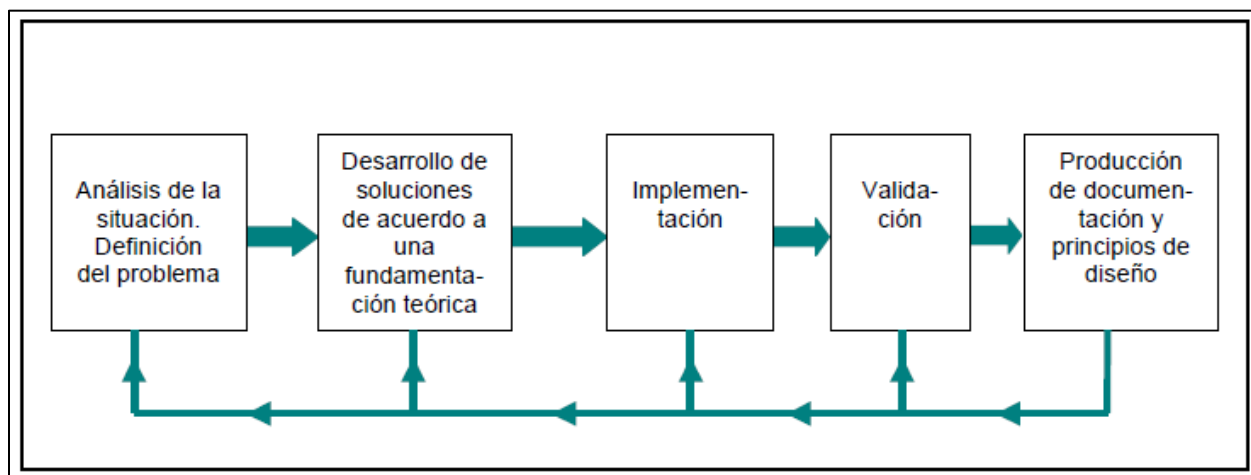 Análisis de la
situación.
Definición
del problema
Desarrollo de
soluciones
de acuerdo a
una
fundamenta-
ción teórica
Implemen-
tación
Valida-
ción
Producción
de documen-
tación y
principios de
diseño